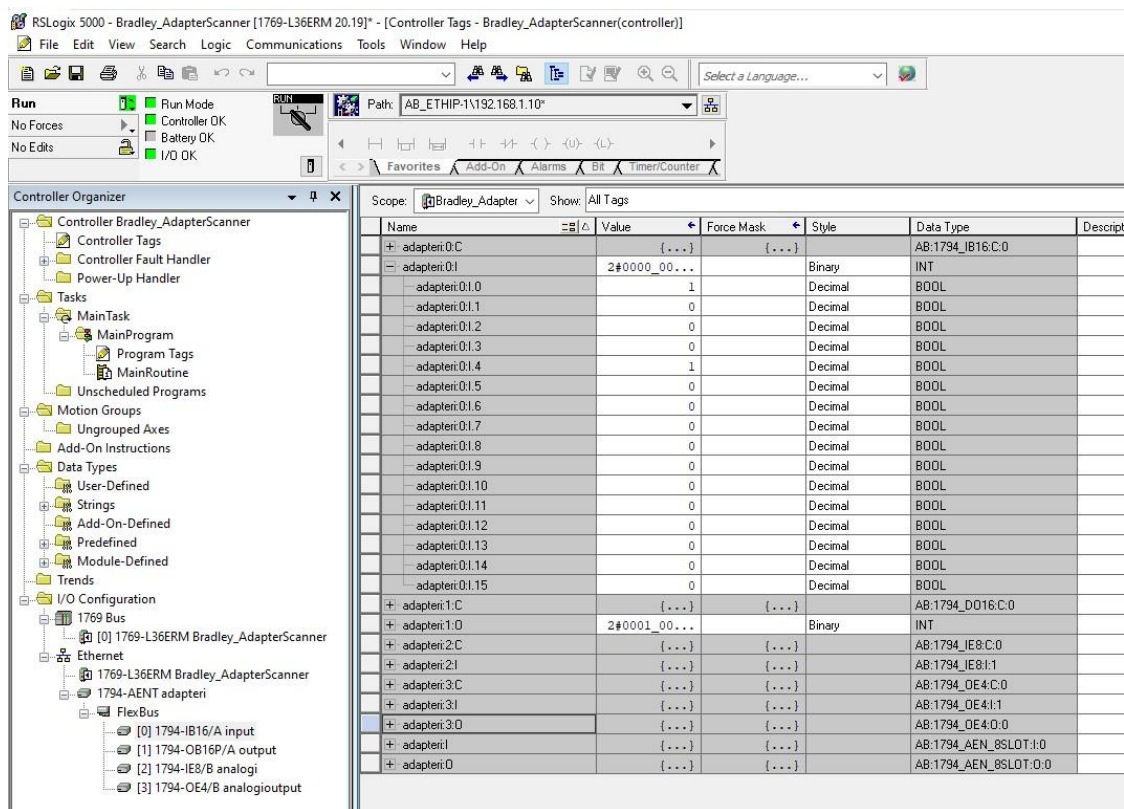 RSLogix 5000 - Bradley_AdapterScanner [1769-L36ERM 20.19]* - [Controller Tags - Bradley_AdapterScanner(controller)]
File Edit View Search Logic Communications Tools Window Help
Select a Language...
Run Run Mode RUN Path: AB_ETHIP-1\192.168.1.10*
No Forces Controller OK
No Edits Battery OK
I/O OK
Favorites Add-On Alarms Bit Timer/Counter
Controller Organizer
Controller Bradley_AdapterScanner
Controller Tags
Controller Fault Handler
Power-Up Handler
Tasks
MainTask
MainProgram
Program Tags
MainRoutine
Unscheduled Programs
Motion Groups
Ungrouped Axes
Add-On Instructions
Data Types
User-Defined
Strings
Add-On-Defined
Predefined
Module-Defined
Trends
I/O Configuration
1769 Bus
[0] 1769-L36ERM Bradley_AdapterScanner
Ethernet
1769-L36ERM Bradley_AdapterScanner
1794-AENT adapteri
FlexBus
[0] 1794-IB16/A input
[1] 1794-OB16P/A output
[2] 1794-IE8/B analogi
[3] 1794-OE4/B analogioutput
Scope: Bradley_Adapter Show: All Tags
Name Value Force Mask Style Data Type Descript
adapteri:0:C {...} {...} AB:1794_IB16:C:0
adapteri:0:I 2#0000_00... Binary INT
adapteri:0:I.0 1 Decimal BOOL
adapteri:0:I.1 0 Decimal BOOL
adapteri:0:I.2 0 Decimal BOOL
adapteri:0:I.3 0 Decimal BOOL
adapteri:0:I.4 1 Decimal BOOL
adapteri:0:I.5 0 Decimal BOOL
adapteri:0:I.6 0 Decimal BOOL
adapteri:0:I.7 0 Decimal BOOL
adapteri:0:I.8 0 Decimal BOOL
adapteri:0:I.9 0 Decimal BOOL
adapteri:0:I.10 0 Decimal BOOL
adapteri:0:I.11 0 Decimal BOOL
adapteri:0:I.12 0 Decimal BOOL
adapteri:0:I.13 0 Decimal BOOL
adapteri:0:I.14 0 Decimal BOOL
adapteri:0:I.15 0 Decimal BOOL
adapteri:1:C {...} {...} AB:1794_DO16:C:0
adapteri:1:O 2#0001_00... Binary INT
adapteri:2:C {...} {...} AB:1794_IE8:C:0
adapteri:2:I {...} {...} AB:1794_IE8:I:1
adapteri:3:C {...} {...} AB:1794_OE4:C:0
adapteri:3:I {...} {...} AB:1794_OE4:I:1
adapteri:3:O {...} {...} AB:1794_OE4:O:0
adapteri:I {...} {...} AB:1794_AEN_8SLOT:I:0
adapteri:O {...} {...} AB:1794_AEN_8SLOT:O:0